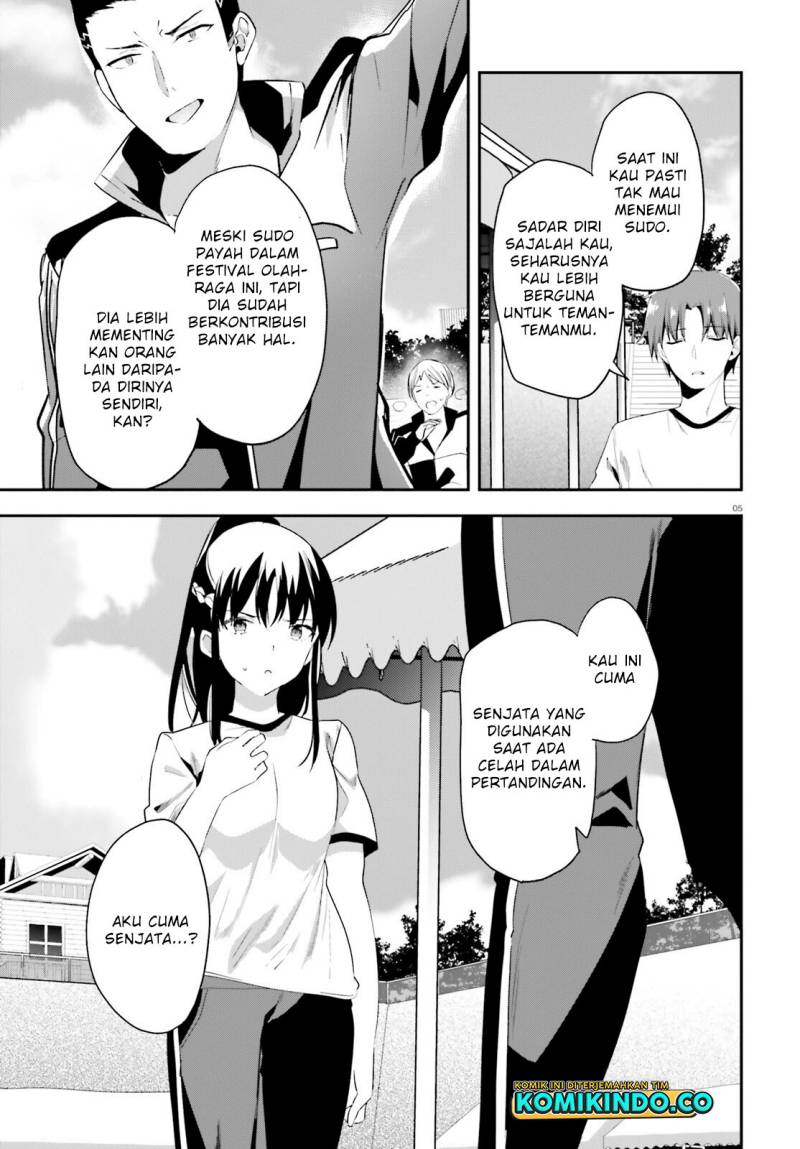 SAAT INI
KAU PASTI
TAK MAU
MENEMUI
SUDO.
SADAR DIRI
SAJALAH KAU,
SEHARUSNYA
KAU LEBIH
BERGUNA
UNTUK TEMAN-
TEMANMU.
MESKI SUDO
PAYAH DALAM
FESTIVAL OLAH-
RAGA INI, TAPI
DIA SUDAH
BERKONTRIBUSI
BANYAK HAL.
DIA LEBIH
MEMENTING
KAN ORANG
LAIN DARIPA-
DA DIRINYA
SENDIRI,
KAN?
05
KAU INI
CUMA
SENJATA YANG
DIGUNAKAN
SAAT ADA
CELAH DALAM
PERTANDINGAN.
AKU CUMA
SENJATA...?
KOMIK INI DITERJEMAHKAN TIM
KOMIKINDO.CO